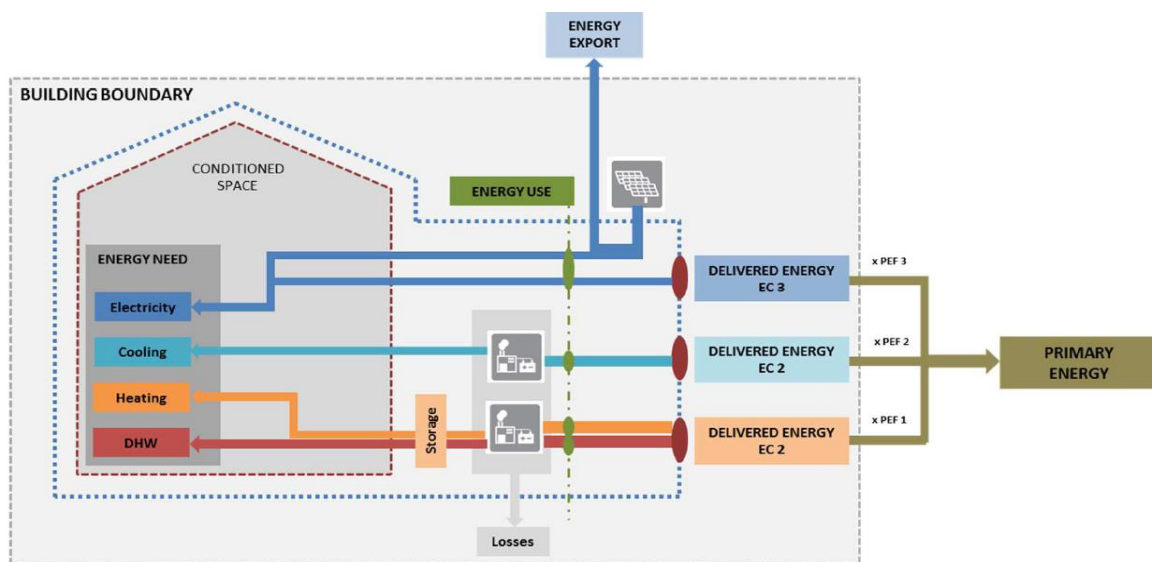 ENERGY
EXPORT
BUILDING BOUNDARY
CONDITIONED
SPACE
ENERGY USE
ENERGY NEED
Electricity
Cooling
Heating
DHW
Storage
Losses
DELIVERED ENERGY
EC 3
DELIVERED ENERGY
EC 2
DELIVERED ENERGY
EC 2
x PEF 3
x PEF 2
x PEF 1
PRIMARY
ENERGY